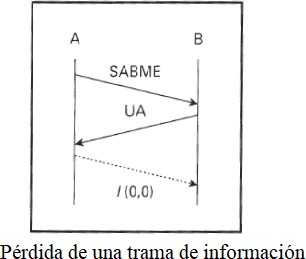 A B
SABME
UA
I (0,0)
Pérdida de una trama de información